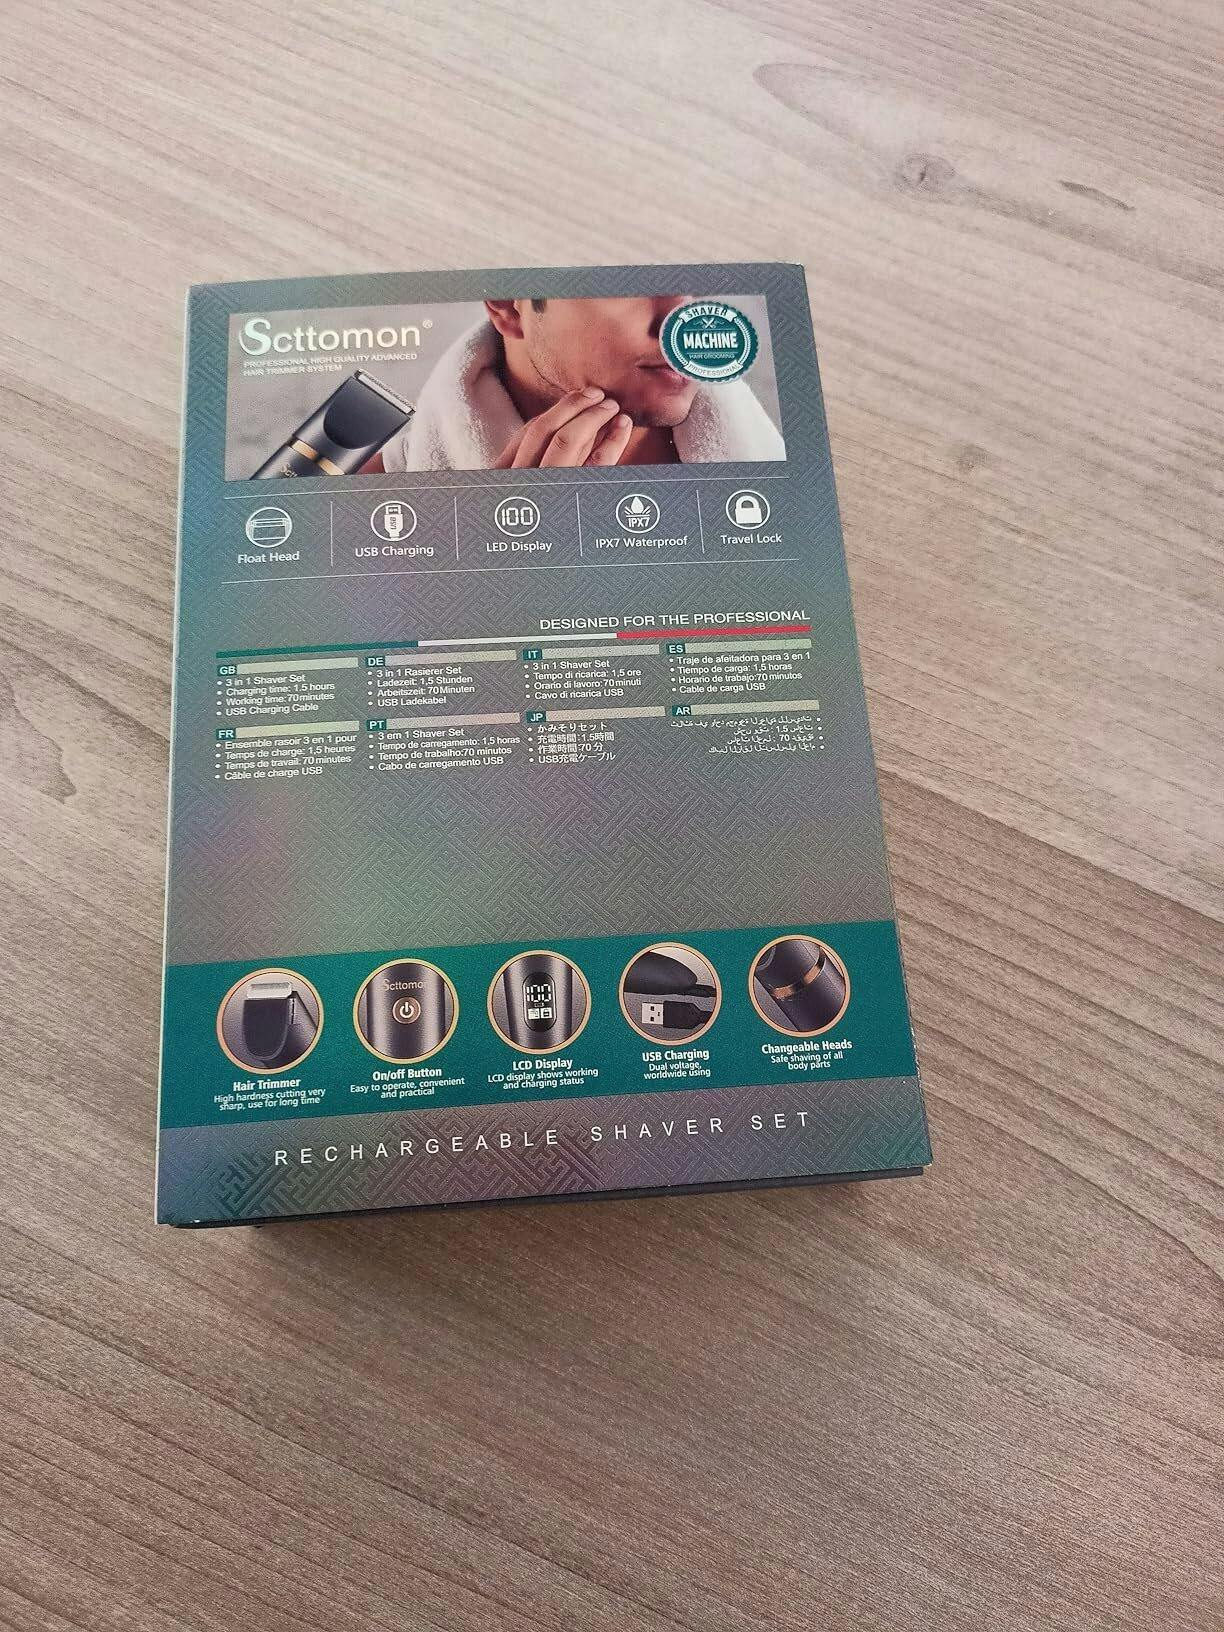 Scttomon®
PROFESSIONAL HIGH QUALITY ADVANCED
HAIR TRIMMER SYSTEM
SHAVER
MACHINE
HAIR GROOMING
PROFESSIONAL
100
USB
IPX7
Float Head
USB Charging
LED Display
IPX7 Waterproof
Travel Lock
DESIGNED FOR THE PROFESSIONAL
GB
• 3 in 1 Shaver Set
• Charging time: 1.5 hours
• Working time:70minutes
• USB Charging Cable
DE
• 3 in 1 Rasierer Set
• Ladezeit: 1,5 Stunden
• Arbeitszeit: 70Minuten
• USB Ladekabel
IT
• 3 in 1 Shaver Set
• Tempo di ricarica: 1,5 ore
• Orario di lavoro:70minuti
• Cavo di ricarica USB
ES
• Traje de afeitadora para 3 en 1
• Tiempo de carga: 1,5 horas
• Horario de trabajo:70minutos
• Cable de carga USB
FR
• Ensemble rasoir 3 en 1 pour
• Temps de charge: 1,5 heures
• Temps de travail: 70minutes
• Câble de charge USB
PT
• 3 em 1 Shaver Set
• Tempo de carregamento: 1,5 horas
• Tempo de trabalho:70 minutos
• Cabo de carregamento USB
JP
• かみそりセット
• 充電時間:1.5時間
• 作業時間:70分
• USB充電ケーブル
AR
Scttomon
100
Hair Trimmer
High hardness cutting very
sharp, use for long time
On/off Button
Easy to operate, convenient
and practical
LCD Display
LCD display shows working
and charging status
USB Charging
Dual voltage,
worldwide using
Changeable Heads
Safe shaving of all
body parts
RECHARGEABLE SHAVER SET